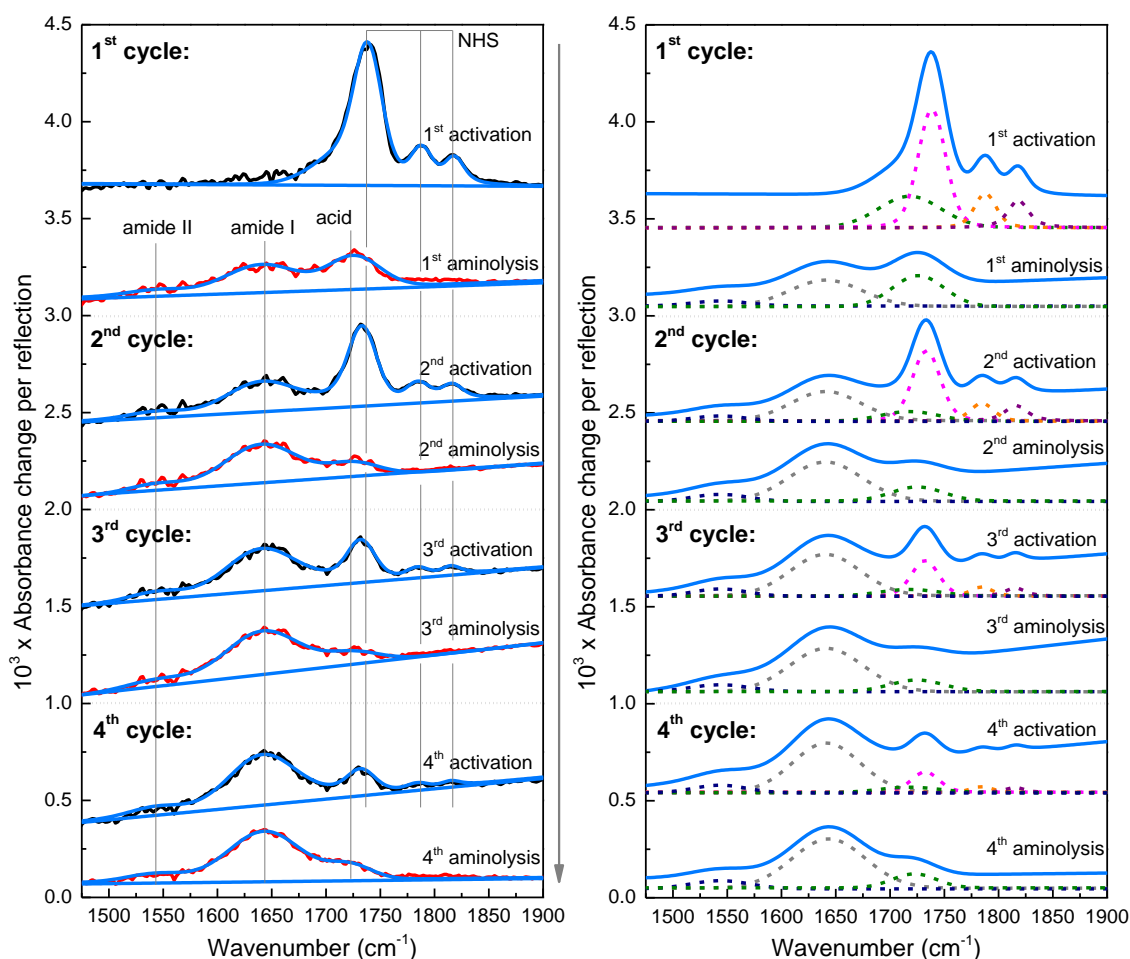 4.5
4.0
3.5
3.0
2.5
2.0
1.5
1.0
0.5
0.0
10³ x Absorbance change per reflection
1st cycle:
NHS
1st activation
amide II
amide I
acid
1st aminolysis
2nd cycle:
2nd activation
2nd aminolysis
3rd cycle:
3rd activation
3rd aminolysis
4th cycle:
4th activation
4th aminolysis
1500 1550 1600 1650 1700 1750 1800 1850 1900
Wavenumber (cm⁻¹)
4.5
4.0
3.5
3.0
2.5
2.0
1.5
1.0
0.5
0.0
10³ x Absorbance change per reflection
1st cycle:
1st activation
1st aminolysis
2nd cycle:
2nd activation
2nd aminolysis
3rd cycle:
3rd activation
3rd aminolysis
4th cycle:
4th activation
4th aminolysis
1500 1550 1600 1650 1700 1750 1800 1850 1900
Wavenumber (cm⁻¹)